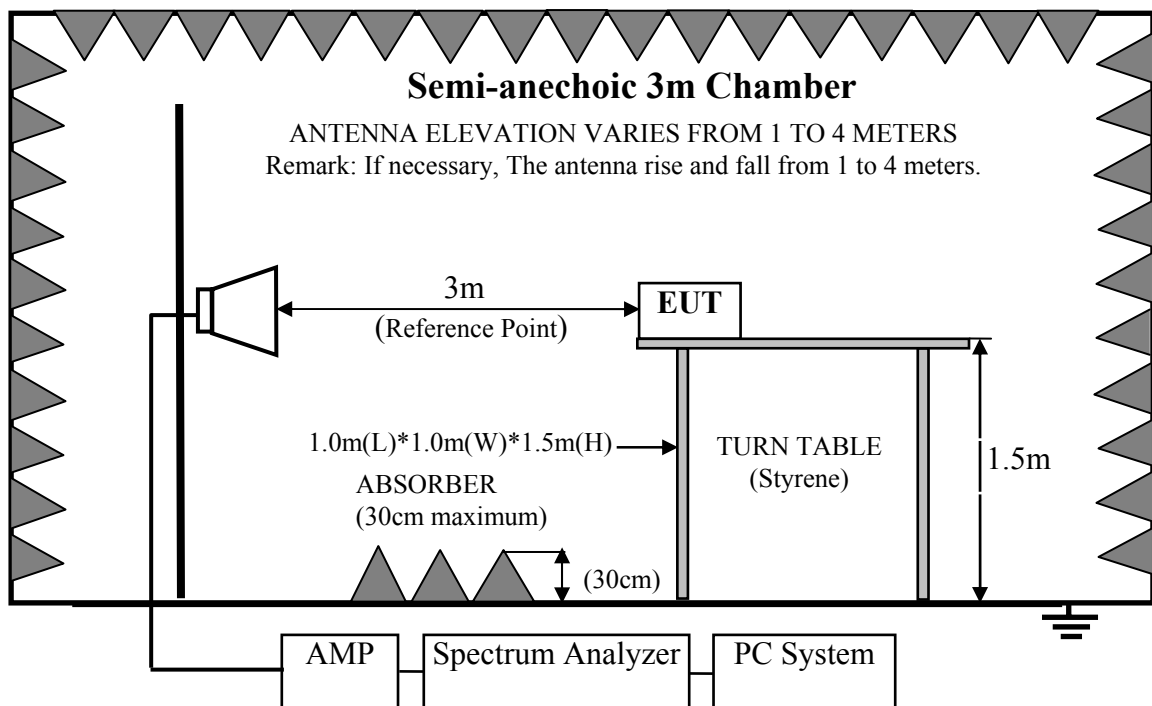 Semi-anechoic 3m Chamber
ANTENNA ELEVATION VARIES FROM 1 TO 4 METERS
Remark: If necessary, The antenna rise and fall from 1 to 4 meters.
3m
(Reference Point)
EUT
1.0m(L)*1.0m(W)*1.5m(H)
TURN TABLE
(Styrene)
1.5m
ABSORBER
(30cm maximum)
(30cm)
AMP
Spectrum Analyzer
PC System